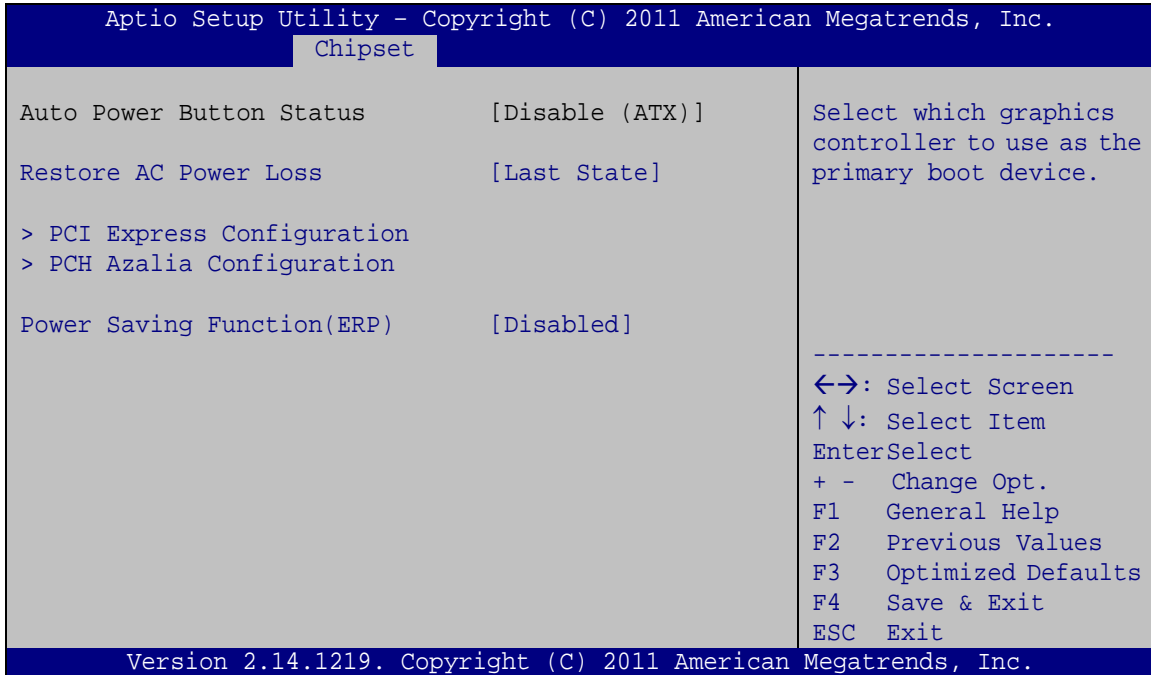 Aptio Setup Utility – Copyright (C) 2011 American Megatrends, Inc.
Chipset
Auto Power Button Status [Disable (ATX)]
Restore AC Power Loss [Last State]
> PCI Express Configuration
> PCH Azalia Configuration
Power Saving Function(ERP) [Disabled]
Select which graphics
controller to use as the
primary boot device.
---------------------
←→: Select Screen
↑ ↓: Select Item
EnterSelect
+ - Change Opt.
F1 General Help
F2 Previous Values
F3 Optimized Defaults
F4 Save & Exit
ESC Exit
Version 2.14.1219. Copyright (C) 2011 American Megatrends, Inc.